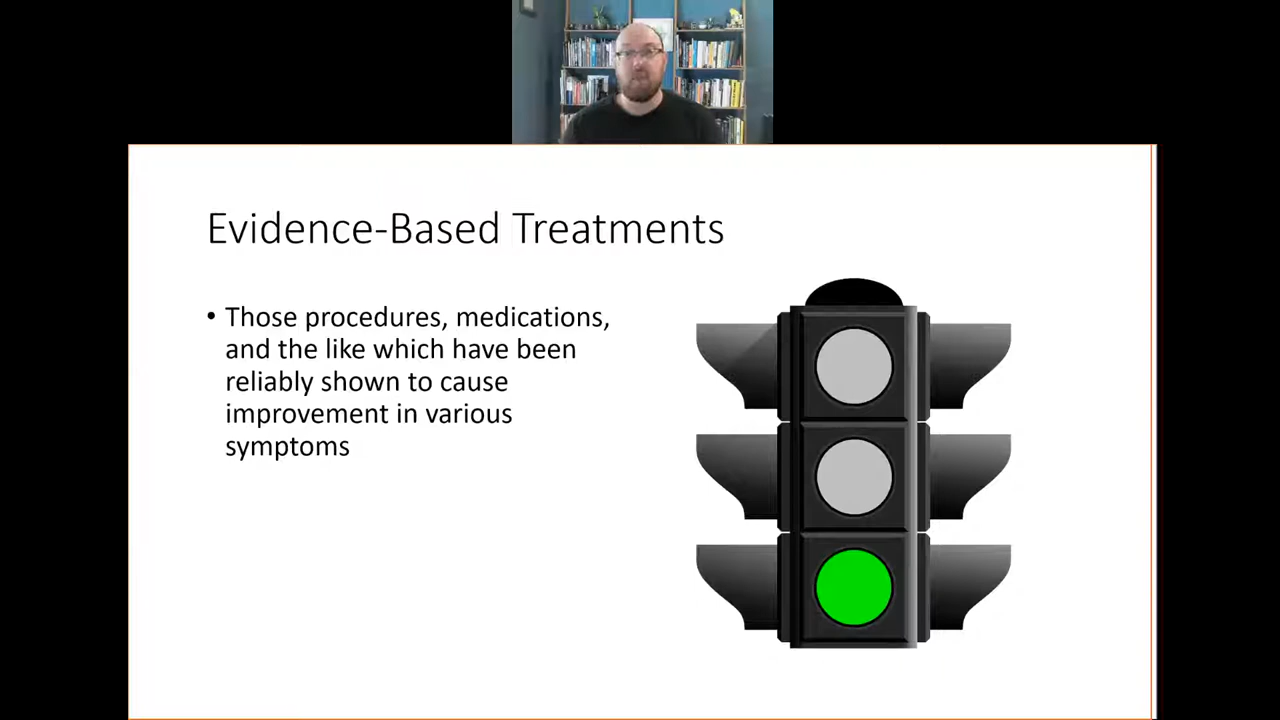 Evidence-Based Treatments
• Those procedures, medications,
and the like which have been
reliably shown to cause
improvement in various
symptoms